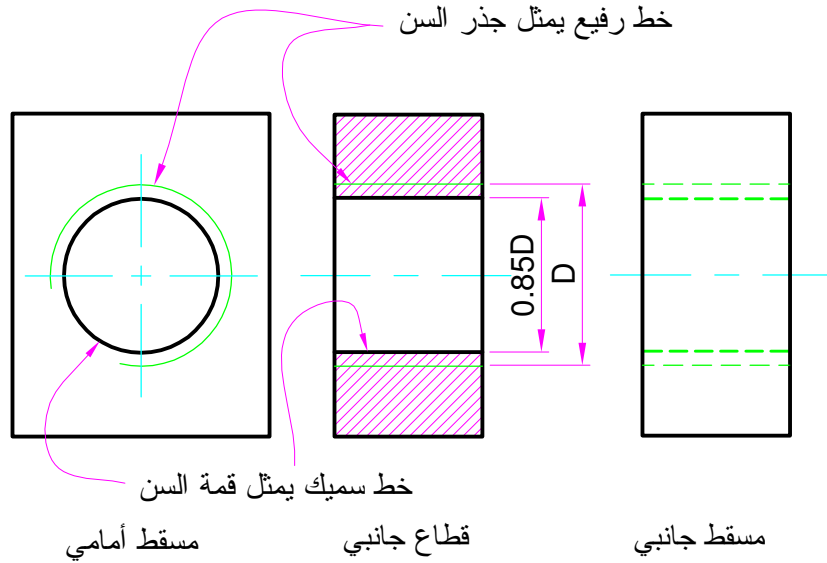 خط رفيع يمثل جذر السن
0.85D
D
خط سميك يمثل قمة السن
مسقط جانبي
قطاع جانبي
مسقط أمامي